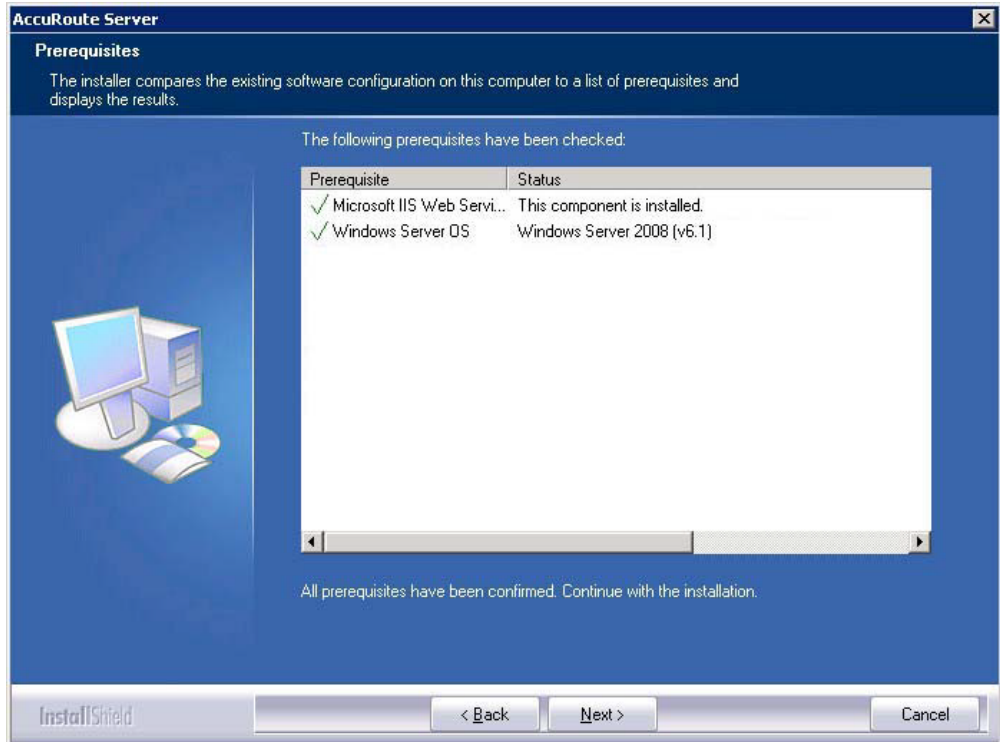 AccuRoute Server
Prerequisites
The installer compares the existing software configuration on this computer to a list of prerequisites and
displays the results.
The following prerequisites have been checked:
Prerequisite Status
Microsoft IIS Web Servi... This component is installed.
Windows Server OS Windows Server 2008 (v6.1)
All prerequisites have been confirmed. Continue with the installation.
InstallShield
< Back Next > Cancel